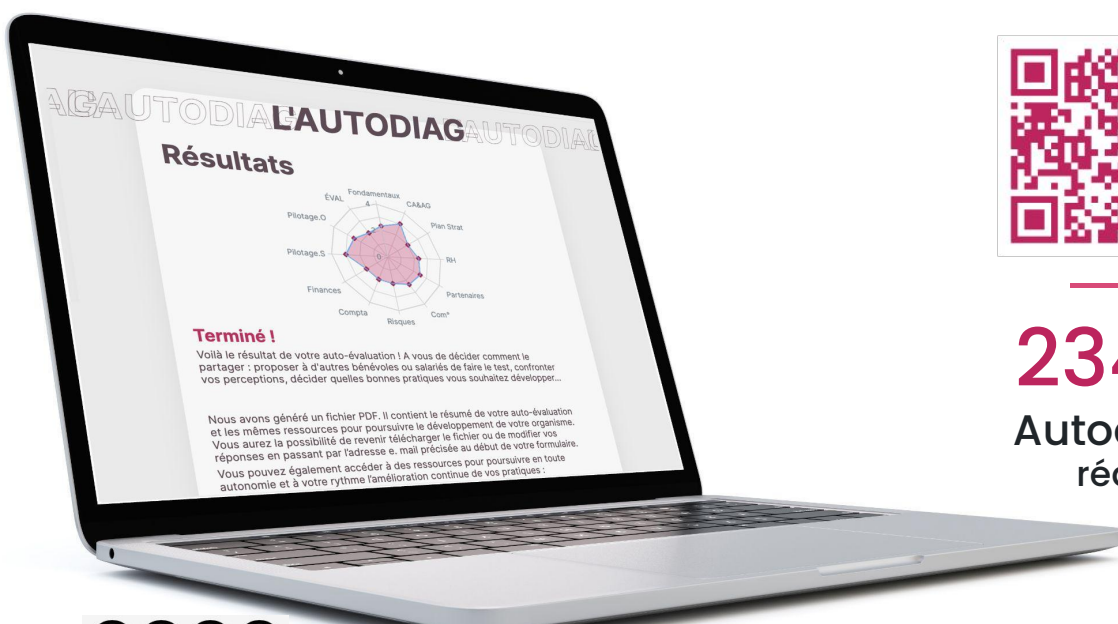 L'AUTODIAG
Résultats
Fondamentaux
ÉVAL
4
CA&AG
Pilotage.O
Plan Strat
2
Pilotage.S
0
RH
Finances
Partenaires
Compta
Com°
Risques
Terminé !
Voilà le résultat de votre auto-évaluation ! A vous de décider comment le
partager : proposer à d'autres bénévoles ou salariés de faire le test, confronter
vos perceptions, décider quelles bonnes pratiques vous souhaitez développer...
Nous avons généré un fichier PDF. Il contient le résumé de votre auto-évaluation
et les mêmes ressources pour poursuivre le développement de votre organisme.
Vous aurez la possibilité de revenir télécharger le fichier ou de modifier vos
réponses en passant par l'adresse e. mail précisée au début de votre formulaire.
Vous pouvez également accéder à des ressources pour poursuivre en toute
autonomie et à votre rythme l'amélioration continue de vos pratiques :
234